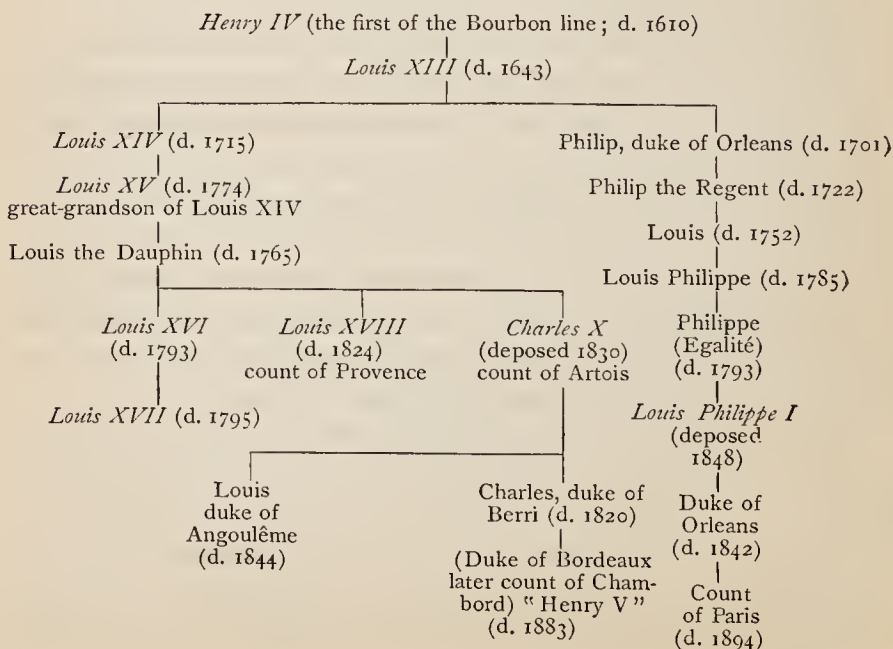 Henry IV (the first of the Bourbon line; d. 1610)
Louis XIII (d. 1643)
Louis XIV (d. 1715)
Louis XV (d. 1774)
great-grandson of Louis XIV
Louis the Dauphin (d. 1765)
Louis XVI
(d. 1793)
Louis XVII (d. 1795)
Louis XVIII
(d. 1824)
count of Provence
Charles X
(deposed 1830)
count of Artois
Louis
duke of
Angoulême
(d. 1844)
Charles, duke of
Berri (d. 1820)
(Duke of Bordeaux
later count of Cham-
bord) "Henry V"
(d. 1883)
Philip, duke of Orleans (d. 1701)
Philip the Regent (d. 1722)
Louis (d. 1752)
Louis Philippe (d. 1785)
Philippe
(Egalité)
(d. 1793)
Louis Philippe I
(deposed
1848)
Duke of
Orleans
(d. 1842)
Count
of Paris
(d. 1894)